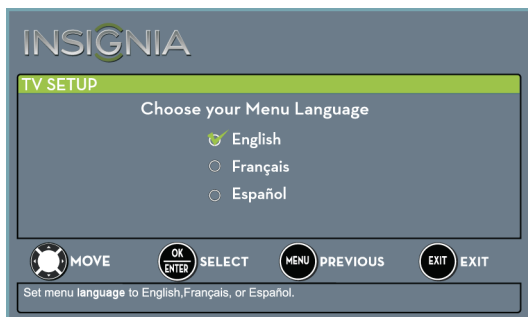 INSIGNIA
TV SETUP
Choose your Menu Language
English
Français
Español
MOVE OK ENTER SELECT MENU PREVIOUS EXIT EXIT
Set menu language to English,Français, or Español.